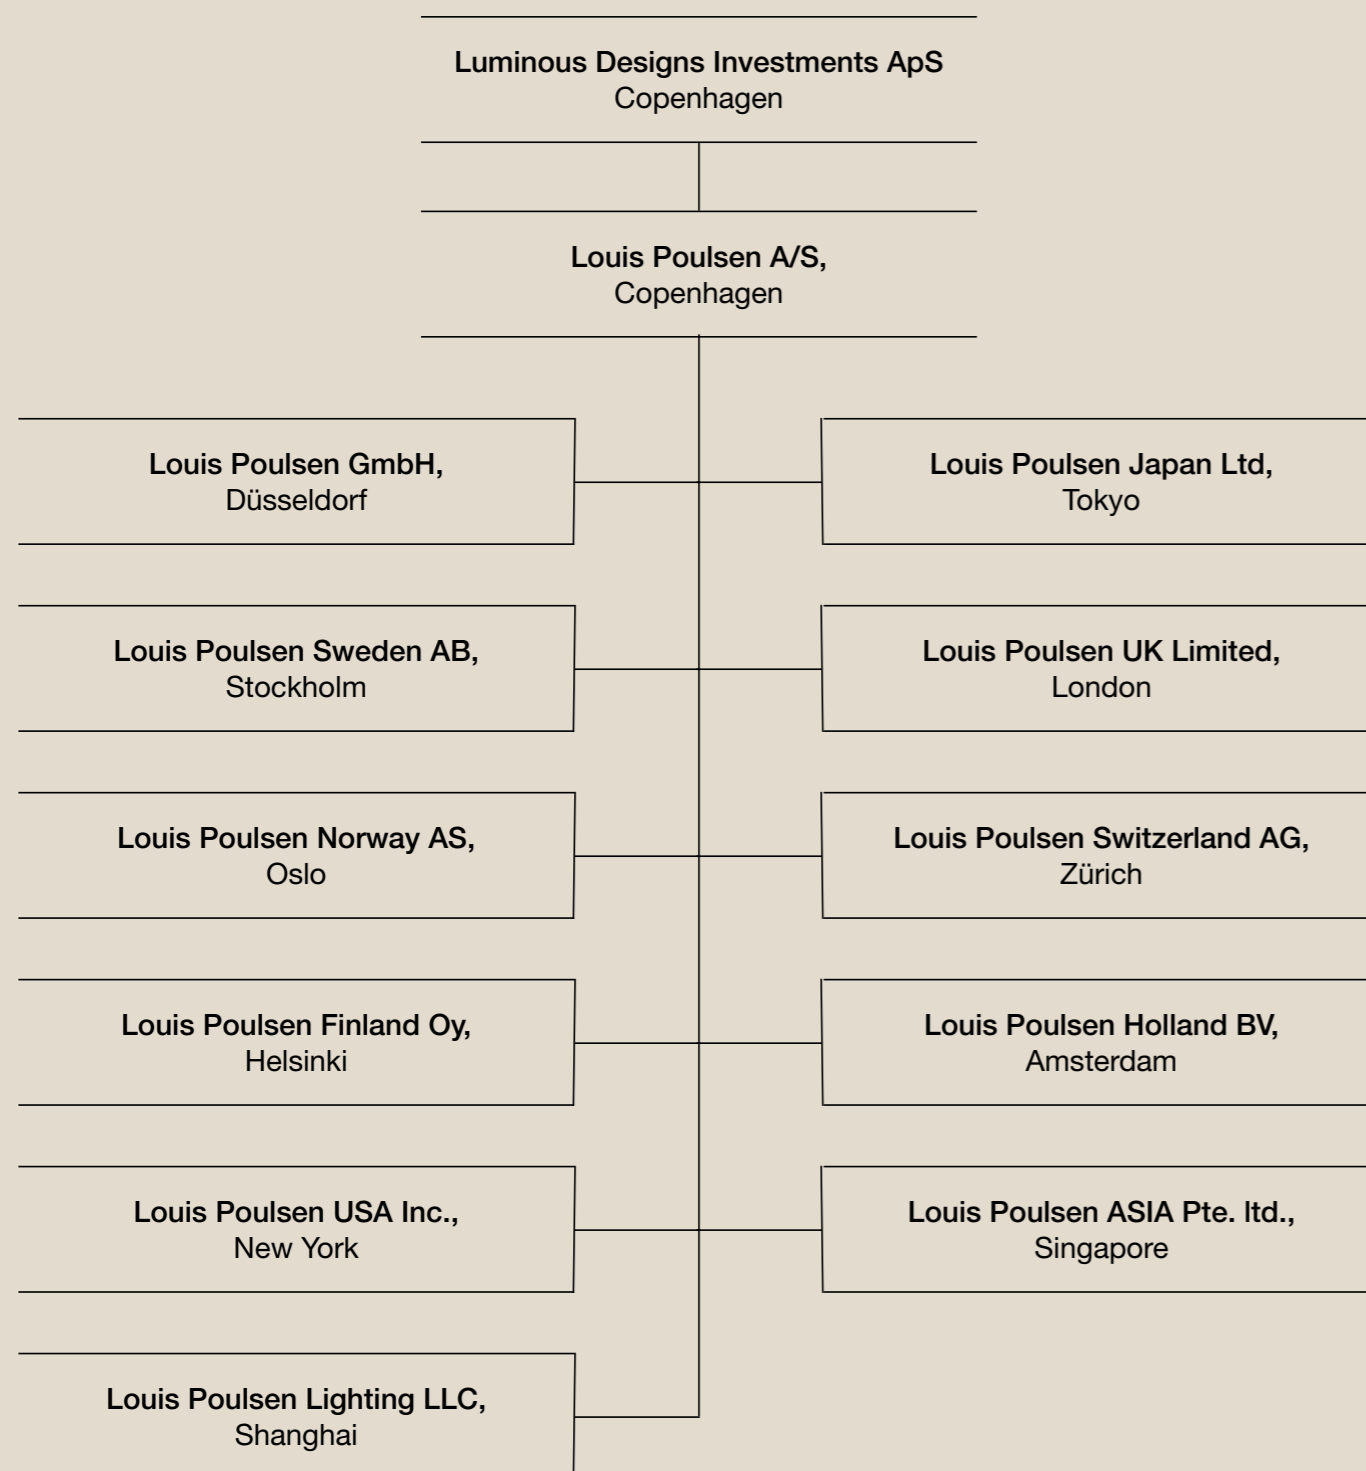 Luminous Designs Investments ApS
Copenhagen
Louis Poulsen A/S,
Copenhagen
Louis Poulsen GmbH,
Düsseldorf
Louis Poulsen Japan Ltd,
Tokyo
Louis Poulsen Sweden AB,
Stockholm
Louis Poulsen UK Limited,
London
Louis Poulsen Norway AS,
Oslo
Louis Poulsen Switzerland AG,
Zürich
Louis Poulsen Finland Oy,
Helsinki
Louis Poulsen Holland BV,
Amsterdam
Louis Poulsen USA Inc.,
New York
Louis Poulsen ASIA Pte. ltd.,
Singapore
Louis Poulsen Lighting LLC,
Shanghai